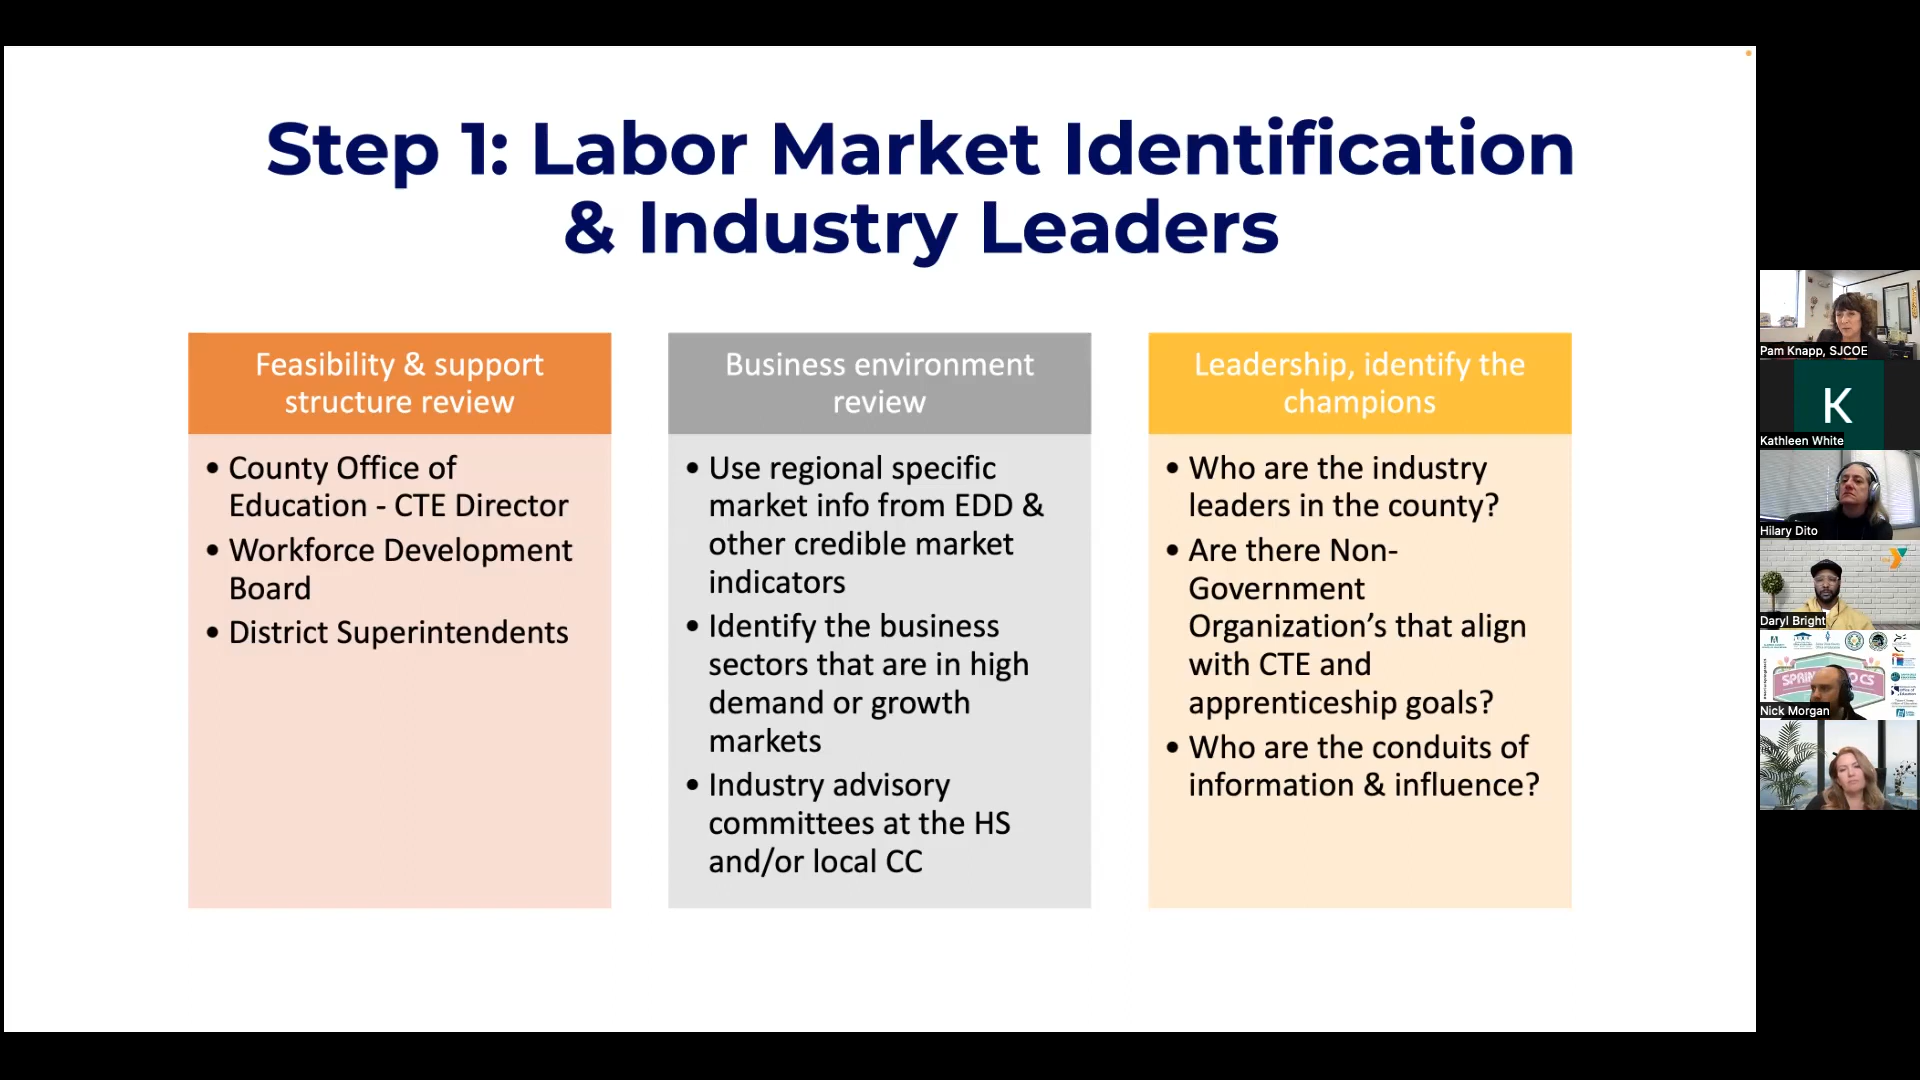 Step 1: Labor Market Identification
& Industry Leaders
Feasibility & support
structure review
• County Office of
Education - CTE Director
• Workforce Development
Board
• District Superintendents
Business environment
review
• Use regional specific
market info from EDD &
other credible market
indicators
• Identify the business
sectors that are in high
demand or growth
markets
• Industry advisory
committees at the HS
and/or local CC
Leadership, identify the
champions
• Who are the industry
leaders in the county?
• Are there Non-
Government
Organization’s that align
with CTE and
apprenticeship goals?
• Who are the conduits of
information & influence?
Pam Knapp, SJCOE
K
Kathleen White
Hilary Dito
Daryl Bright
Nick Morgan